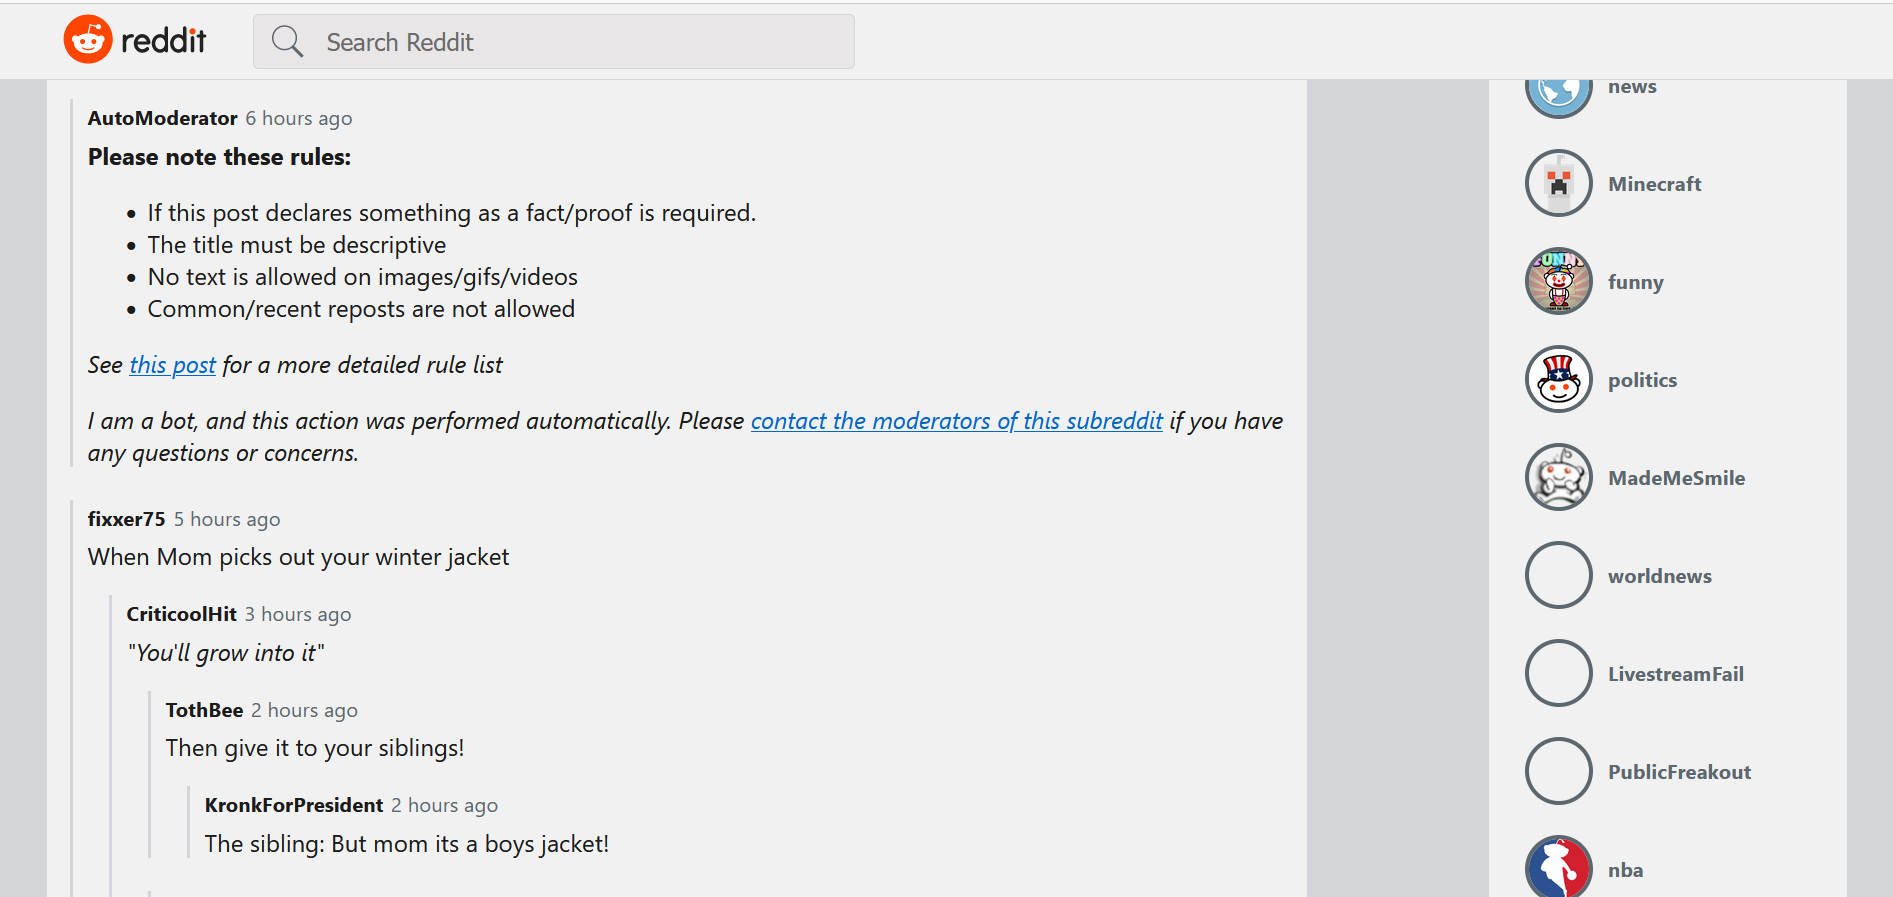 reddit
Search Reddit
AutoModerator 6 hours ago
Please note these rules:
• If this post declares something as a fact/proof is required.
• The title must be descriptive
• No text is allowed on images/gifs/videos
• Common/recent reposts are not allowed
See this post for a more detailed rule list
I am a bot, and this action was performed automatically. Please contact the moderators of this subreddit if you have
any questions or concerns.
fixxer75 5 hours ago
When Mom picks out your winter jacket
CriticoolHit 3 hours ago
"You'll grow into it"
TothBee 2 hours ago
Then give it to your siblings!
KronkForPresident 2 hours ago
The sibling: But mom its a boys jacket!
news
Minecraft
funny
politics
MadeMeSmile
worldnews
LivestreamFail
PublicFreakout
nba